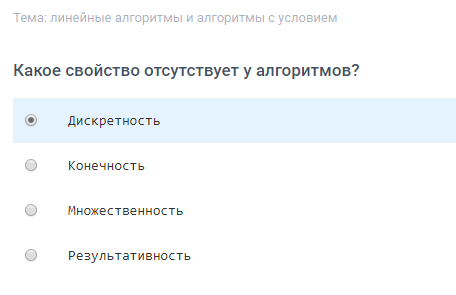 Тема: линейные алгоритмы и алгоритмы с условием
Какое свойство отсутствует у алгоритмов?
Дискретность
Конечность
Множественность
Результативность